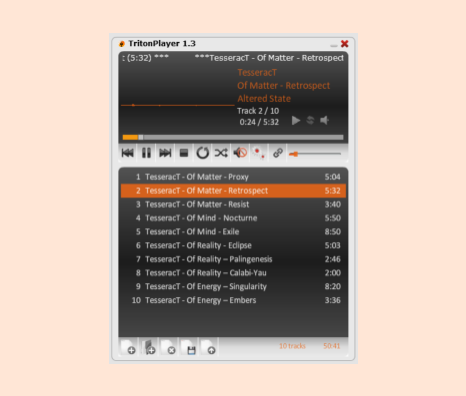 TritonPlayer 1.3
: (5:32) *** ***TesseracT - Of Matter - Retrospect
TesseracT
Of Matter - Retrospect
Altered State
Track 2 / 10
0:24 / 5:32
1 TesseracT - Of Matter - Proxy 5:04
2 TesseracT - Of Matter - Retrospect 5:32
3 TesseracT - Of Matter - Resist 3:40
4 TesseracT - Of Mind - Nocturne 5:50
5 TesseracT - Of Mind - Exile 8:50
6 TesseracT - Of Reality - Eclipse 5:03
7 TesseracT - Of Reality – Palingenesis 2:46
8 TesseracT - Of Reality – Calabi-Yau 2:00
9 TesseracT - Of Energy – Singularity 8:20
10 TesseracT - Of Energy – Embers 3:36
10 tracks 50:41